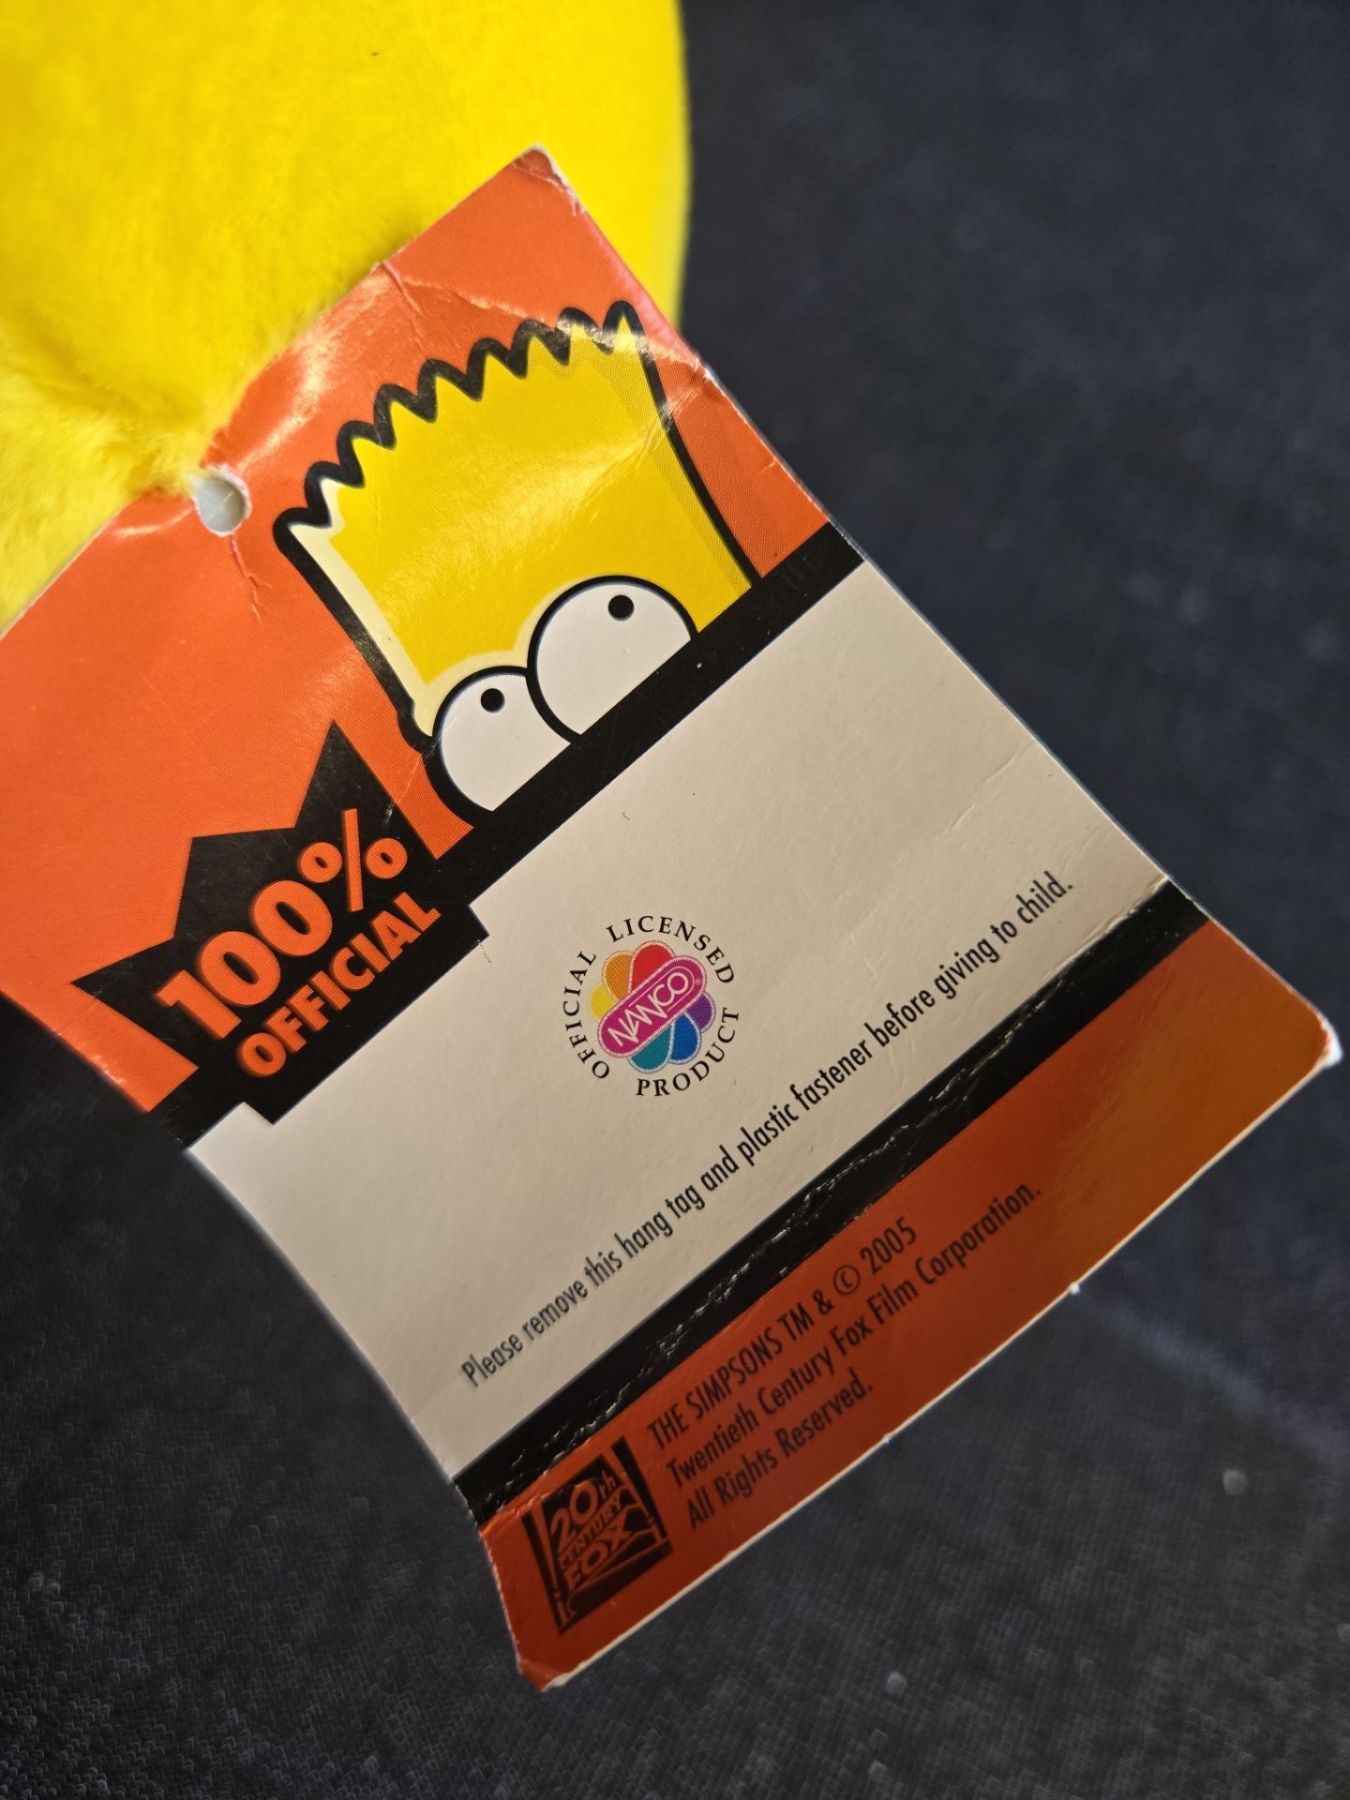 100%
OFFICIAL
OFFICIAL LICENSED PRODUCT
NANCO
Please remove this hang tag and plastic fastener before giving to child.
THE SIMPSONS TM & © 2005
Twentieth Century Fox Film Corporation.
All Rights Reserved.
20th
CENTURY
FOX